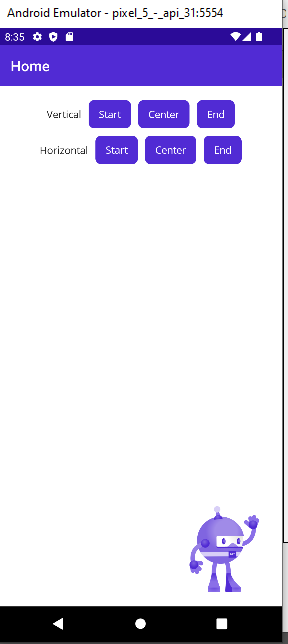 Android Emulator - pixel_5_-_api_31:5554
8:35
Home
Vertical Start Center End
Horizontal Start Center End